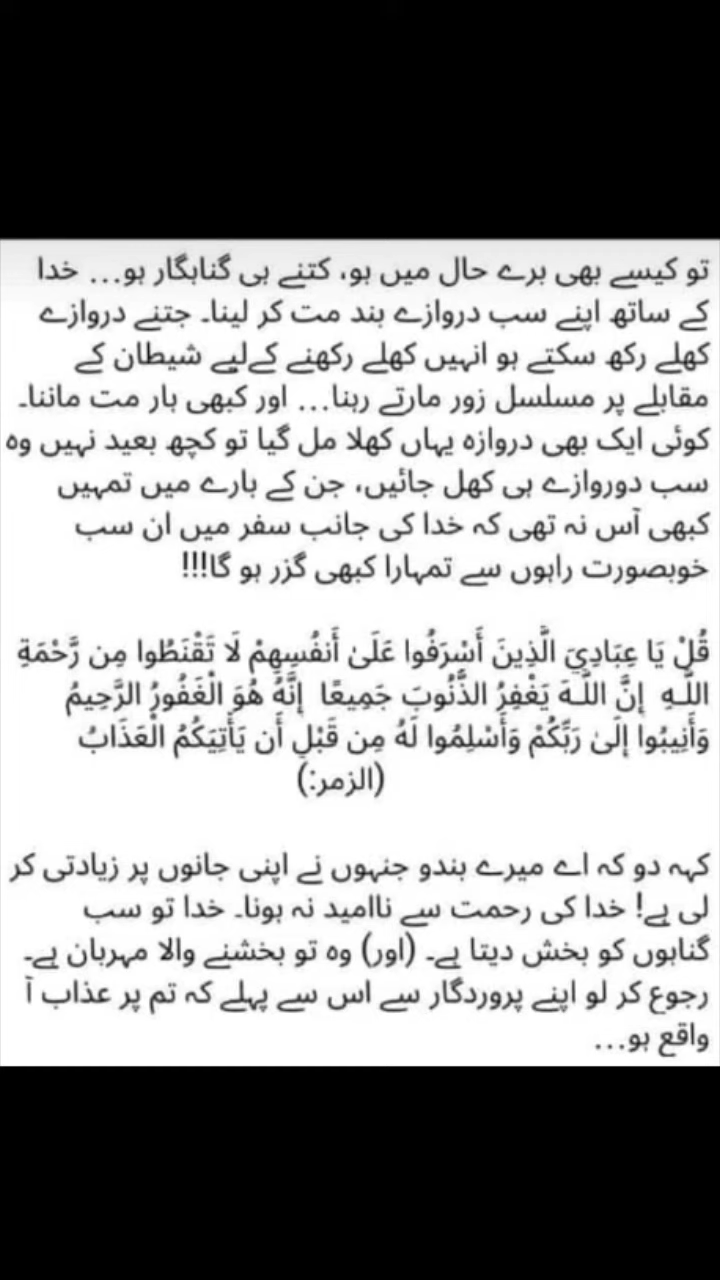 تو کیسے بھی برے حال میں ہو، کتنے ہی گناہگار ہو... خدا
کے ساتھ اپنے سب دروازے بند مت کر لینا۔ جتنے دروازے
کھلے رکھ سکتے ہو انہیں کھلے رکھنے کےلیے شیطان کے
مقابلے پر مسلسل زور مارتے رہنا... اور کبھی ہار مت ماننا۔
کوئی ایک بھی دروازہ یہاں کھلا مل گیا تو کچھ بعید نہیں وہ
سب دوروازے ہی کھل جائیں، جن کے بارے میں تمہیں
کبھی آس نہ تھی کہ خدا کی جانب سفر میں ان سب
خوبصورت راہوں سے تمہارا کبھی گزر ہو گا!!!
قُلْ يَا عِبَادِيَ الَّذِينَ أَسْرَفُوا عَلَىٰ أَنفُسِهِمْ لَا تَقْنَطُوا مِن رَّحْمَةِ
اللَّـهِ إِنَّ اللَّـهَ يَغْفِرُ الذُّنُوبَ جَمِيعًا إِنَّهُ هُوَ الْغَفُورُ الرَّحِيمُ
وَأَنِيبُوا إِلَىٰ رَبِّكُمْ وَأَسْلِمُوا لَهُ مِن قَبْلِ أَن يَأْتِيَكُمُ الْعَذَابُ
(الزمر:)
کہہ دو کہ اے میرے بندو جنہوں نے اپنی جانوں پر زیادتی کر
لی ہے! خدا کی رحمت سے ناامید نہ ہونا۔ خدا تو سب
گناہوں کو بخش دیتا ہے۔ (اور) وہ تو بخشنے والا مہربان ہے۔
رجوع کر لو اپنے پروردگار سے اس سے پہلے کہ تم پر عذاب آ
واقع ہو...